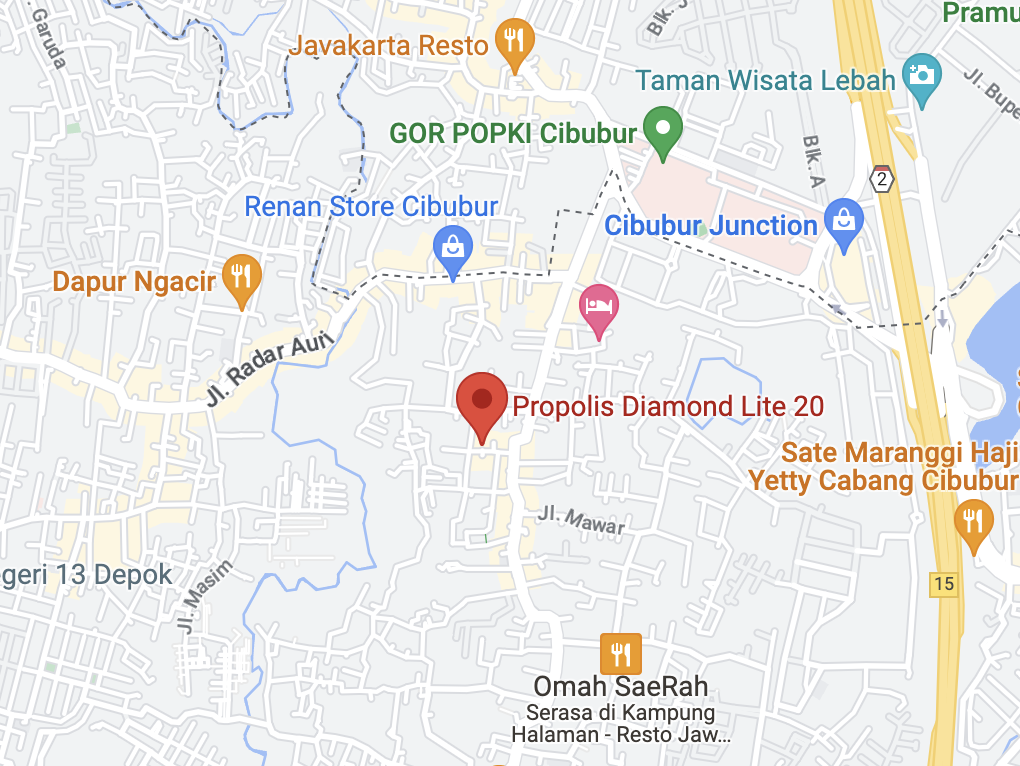 Pramu
. Garuda
Blk. J
Javakarta Resto
Taman Wisata Lebah
Jl. Bupe
GOR POPKI Cibubur
Blk. A
2
Renan Store Cibubur
Cibubur Junction
Dapur Ngacir
Jl. Radar Auri
Propolis Diamond Lite 20
Sate Maranggi Haji
Yetty Cabang Cibubur
Jl. Mawar
geri 13 Depok
Jl. Masim
15
Omah SaeRah
Serasa di Kampung
Halaman - Resto Jaw...